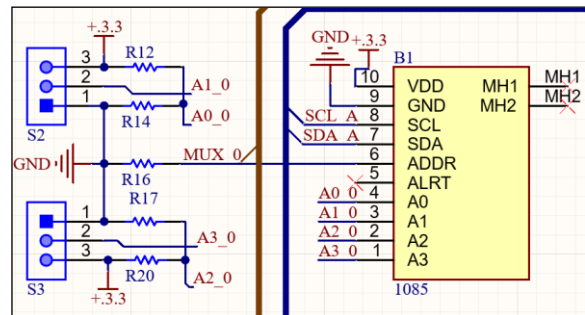 +.3.3
3
R12
2
A1_0
1
R14
A0_0
S2
GND
R16
MUX_0
R17
1
2
A3_0
3
R20
A2_0
S3
+.3.3
GND
+.3.3
B1
10
VDD
MH1
MH1
9
GND
MH2
MH2
SCL_A
8
SCL
SDA_A
7
SDA
6
ADDR
5
ALRT
A0_0
4
A0
A1_0
3
A1
A2_0
2
A2
A3_0
1
A3
1085